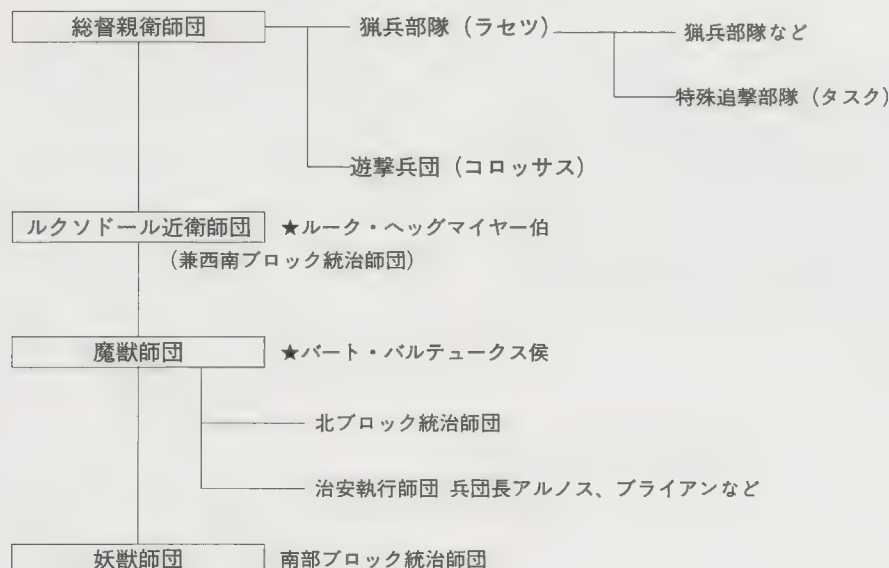 総督親衛師団
猟兵部隊（ラセツ）
猟兵部隊など
特殊追撃部隊（タスク）
遊撃兵団（コロッサス）
ルクソドール近衛師団 ★ルーク・ヘッグマイヤー伯
（兼西南ブロック統治師団）
魔獣師団 ★バート・バルテュークス侯
北ブロック統治師団
治安執行師団 兵団長アルノス、ブライアンなど
妖獣師団 南部ブロック統治師団